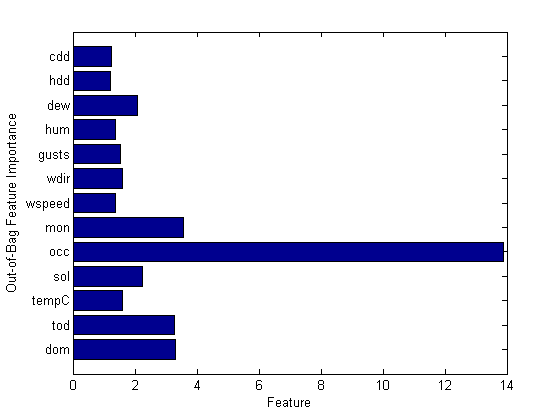 cdd
hdd
dew
hum
gusts
wdir
wspeed
mon
occ
sol
tempC
tod
dom
0 2 4 6 8 10 12 14
Feature
Out-of-Bag Feature Importance